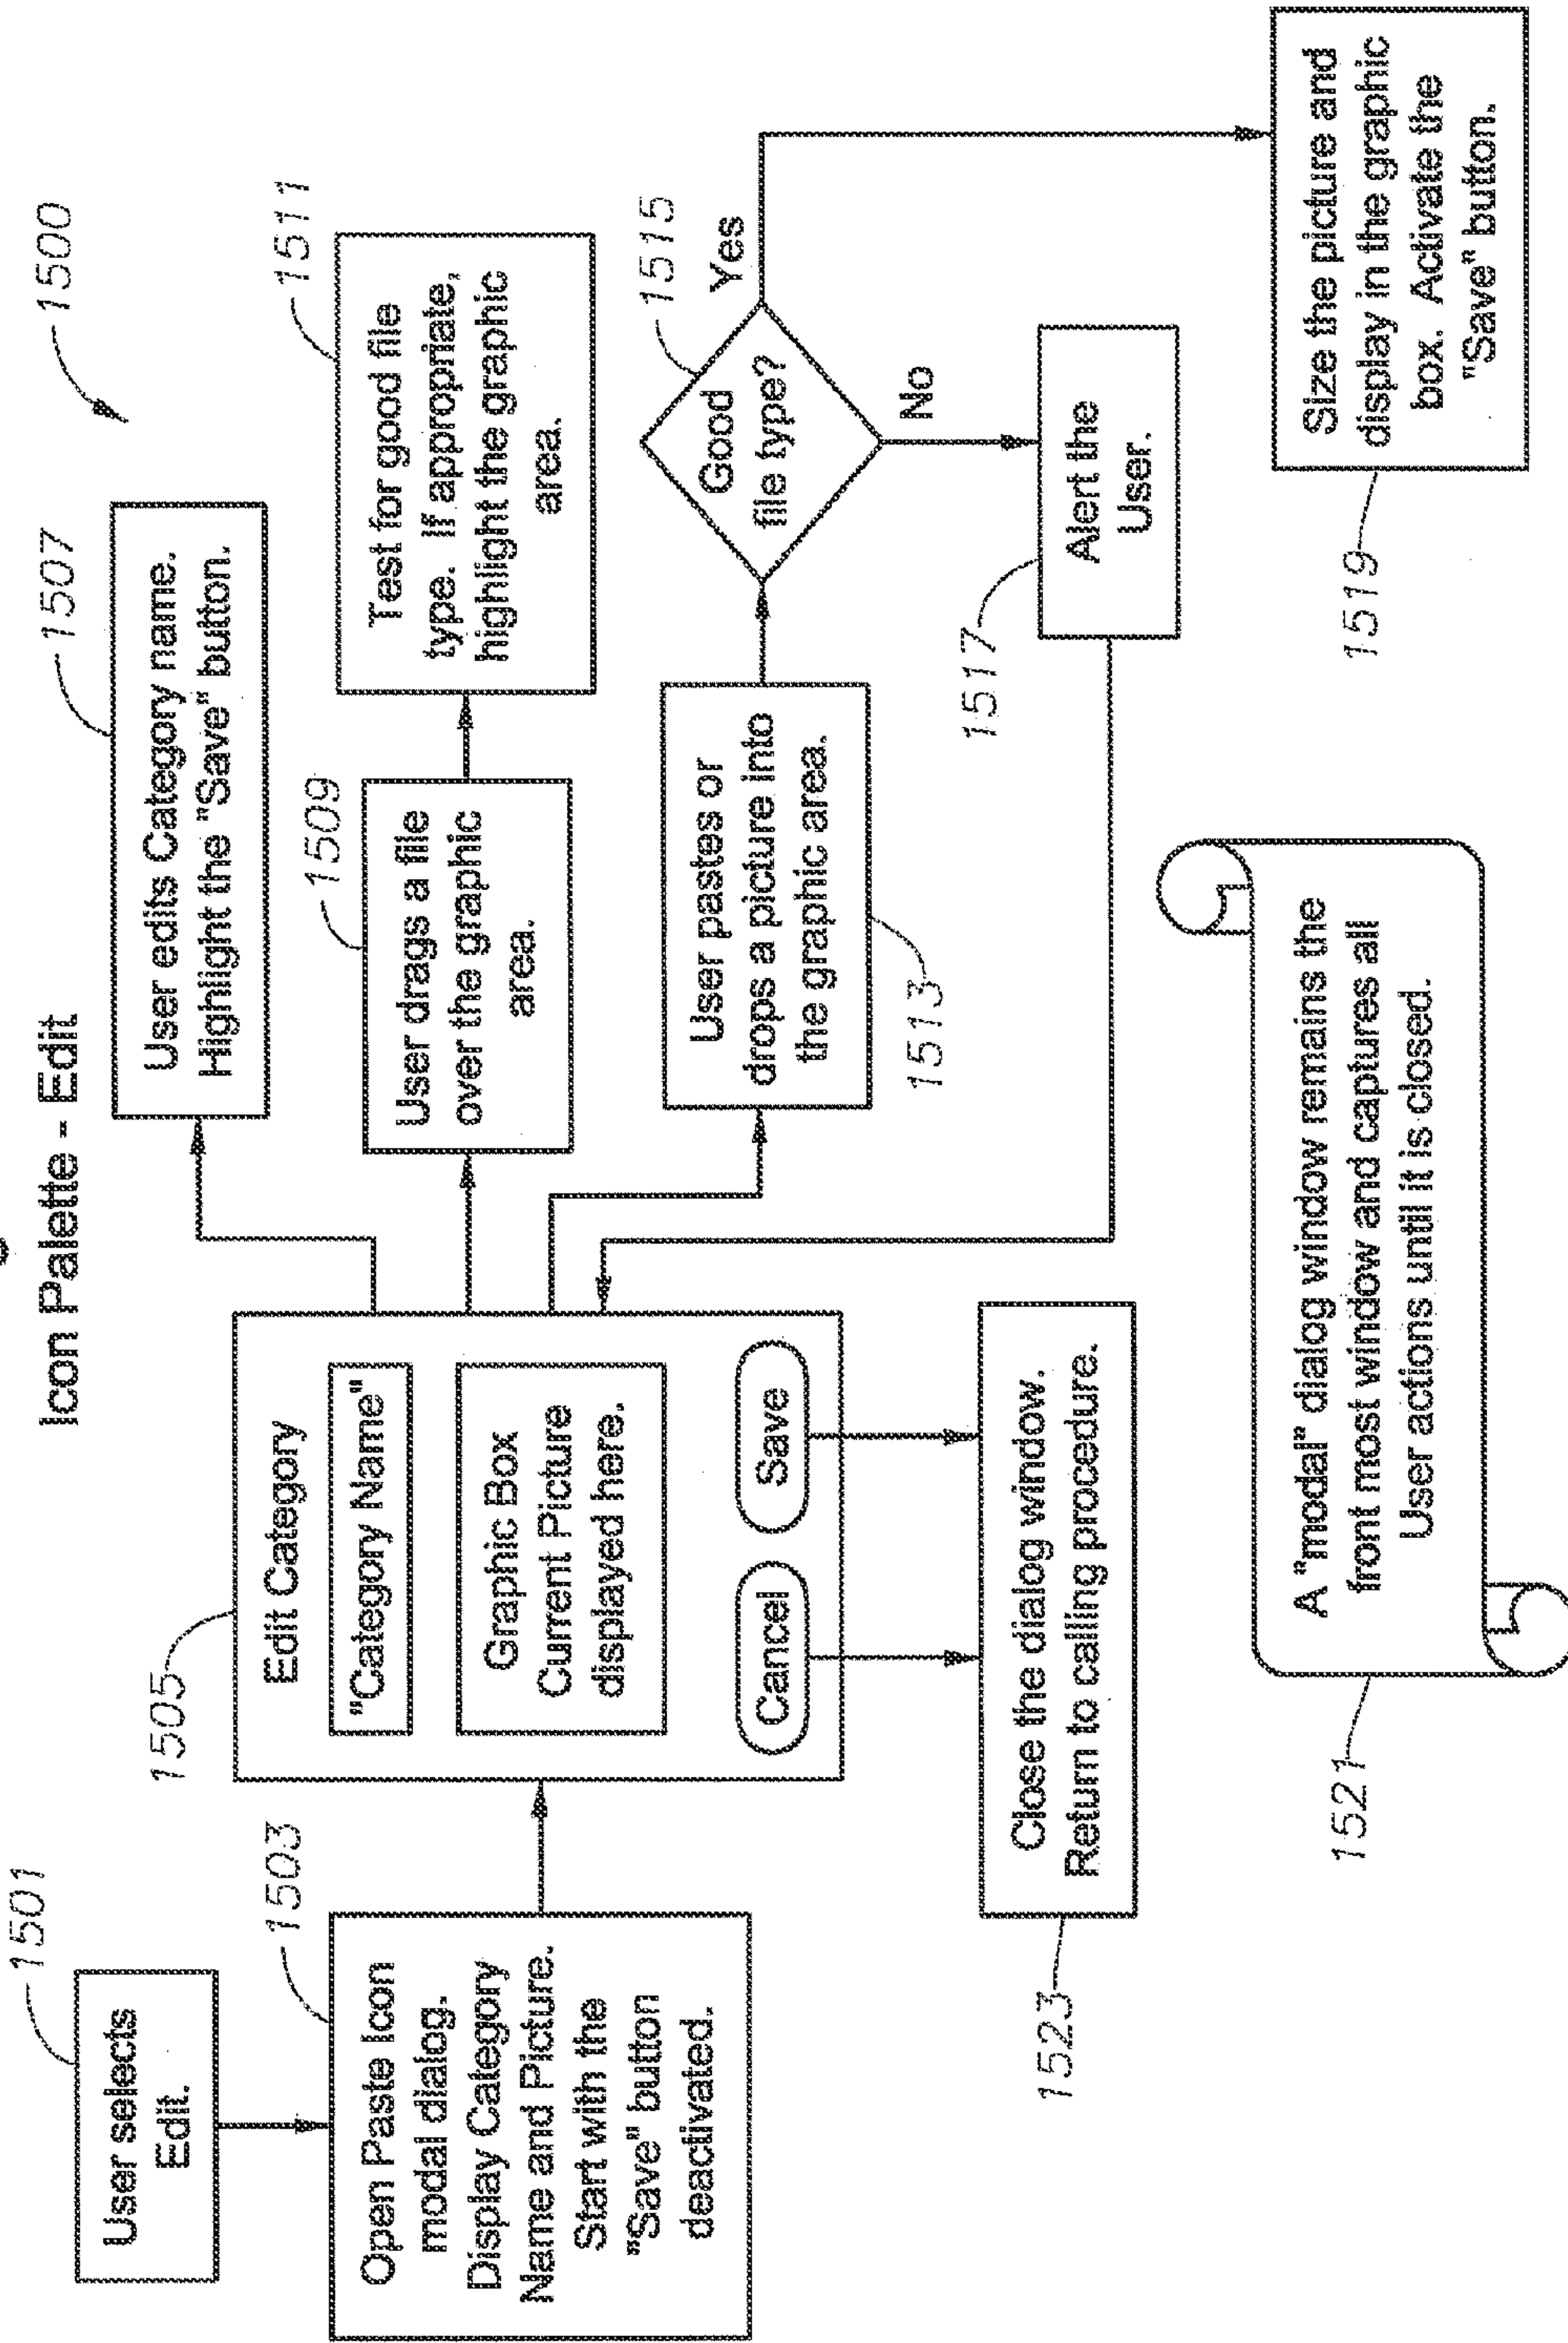 Icon Palette - Edit
1500
1501
User selects
Edit.
1503
Open Paste Icon
modal dialog.
Display Category
Name and Picture.
Start with the
"Save" button
deactivated.
1505
Edit Category
"Category Name"
Graphic Box
Current Picture
displayed here.
Cancel
Save
1507
User edits Category name.
Highlight the "Save" button.
1509
User drags a file
over the graphic
area.
1511
Test for good file
type. If appropriate,
highlight the graphic
area.
1513
User pastes or
drops a picture into
the graphic area.
1515
Good
file type?
Yes
No
1517
Alert the
User.
1519
Size the picture and
display in the graphic
box. Activate the
"Save" button.
1523
Close the dialog window.
Return to calling procedure.
1521
A "modal" dialog window remains the
front most window and captures all
User actions until it is closed.